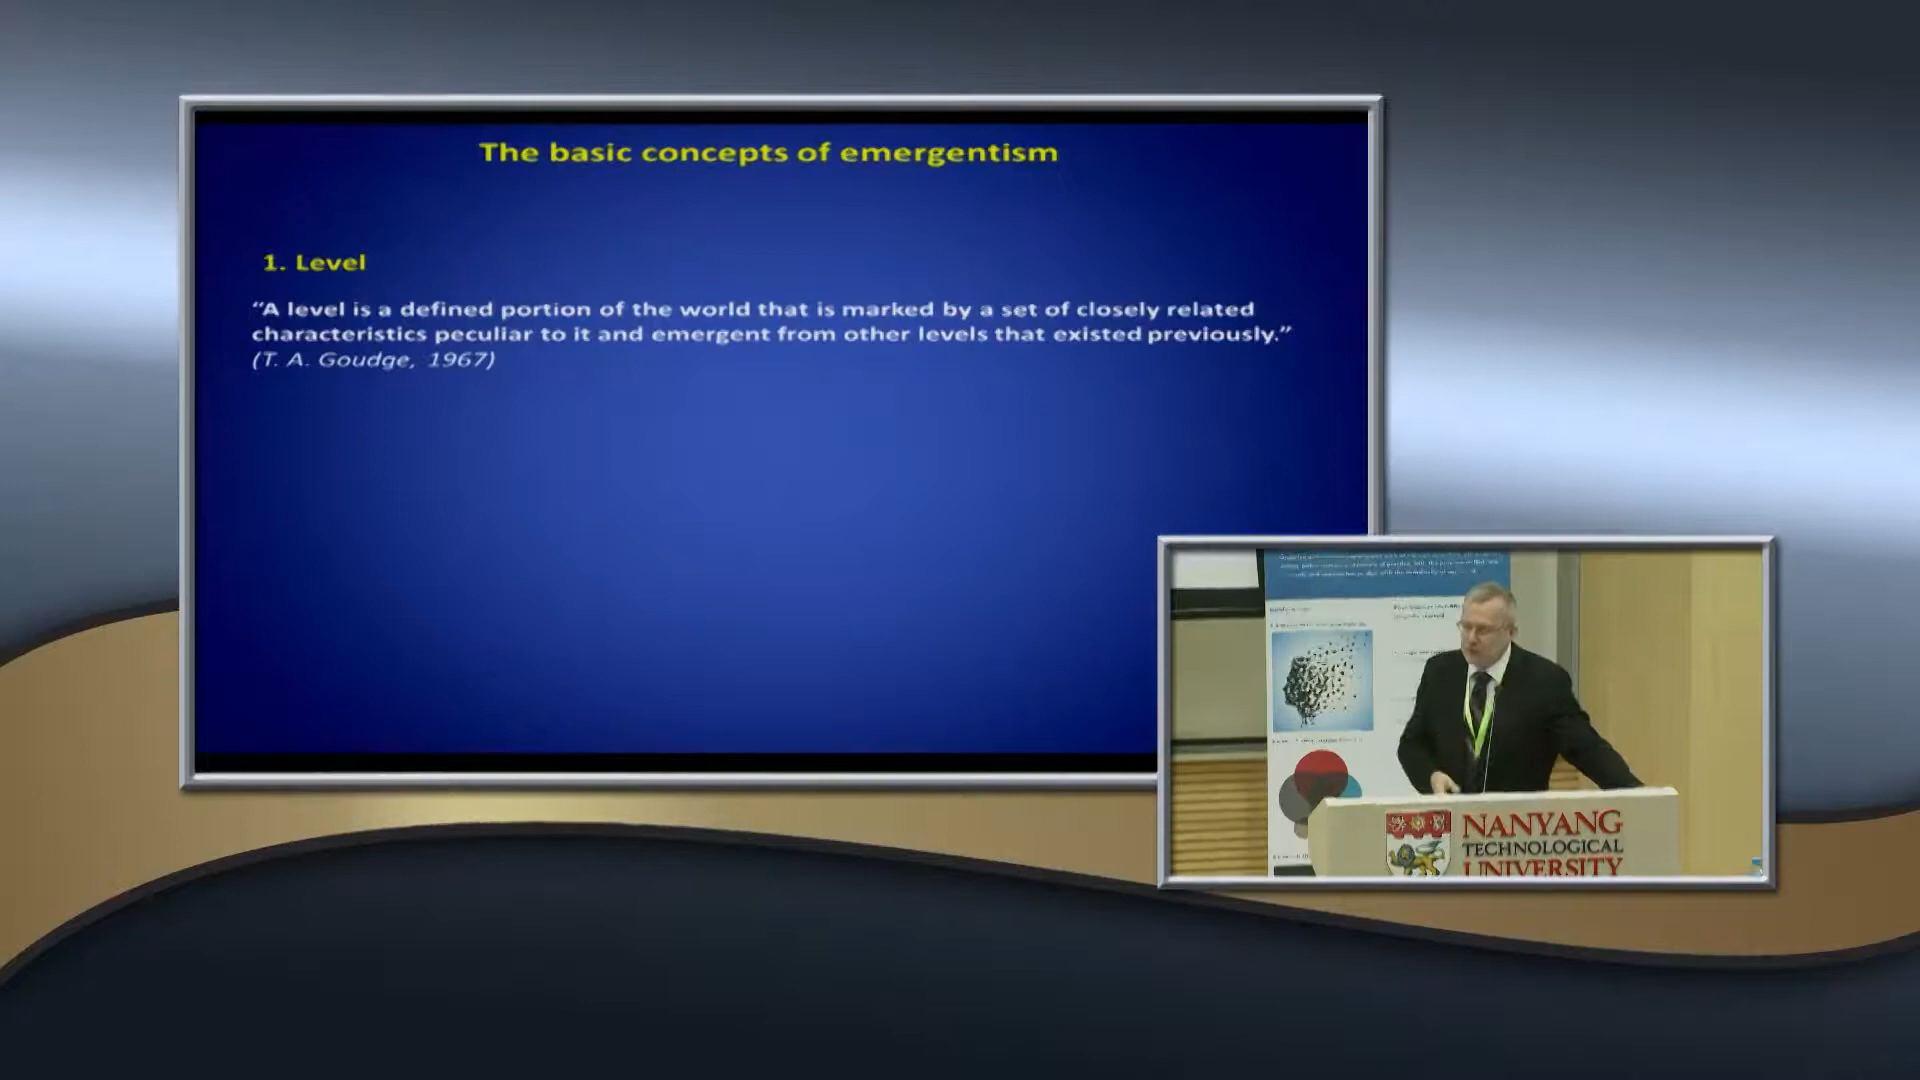 The basic concepts of emergentism
1. Level
“A level is a defined portion of the world that is marked by a set of closely related
characteristics peculiar to it and emergent from other levels that existed previously.”
(T. A. Goudge, 1967)
NANYANG
TECHNOLOGICAL
UNIVERSITY